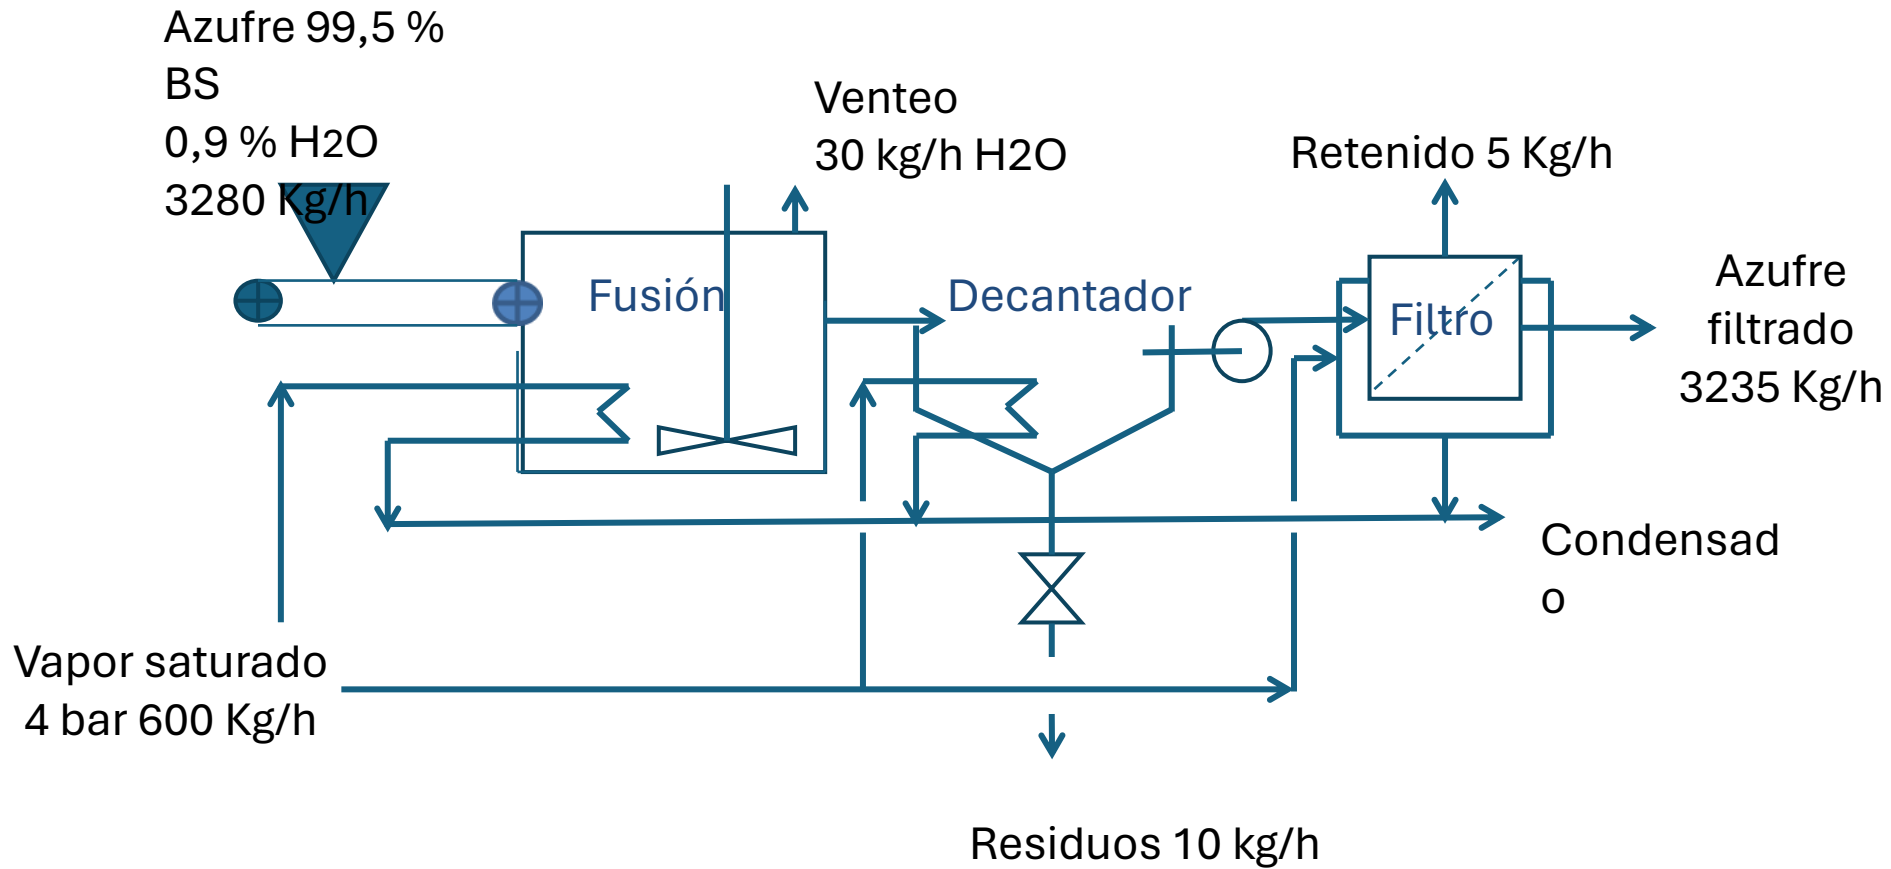 Azufre 99,5 %
BS
0,9 % H2O
3280 Kg/h
Venteo
30 kg/h H2O
Retenido 5 Kg/h
Fusión
Decantador
Filtro
Azufre
filtrado
3235 Kg/h
Condensad
o
Vapor saturado
4 bar 600 Kg/h
Residuos 10 kg/h